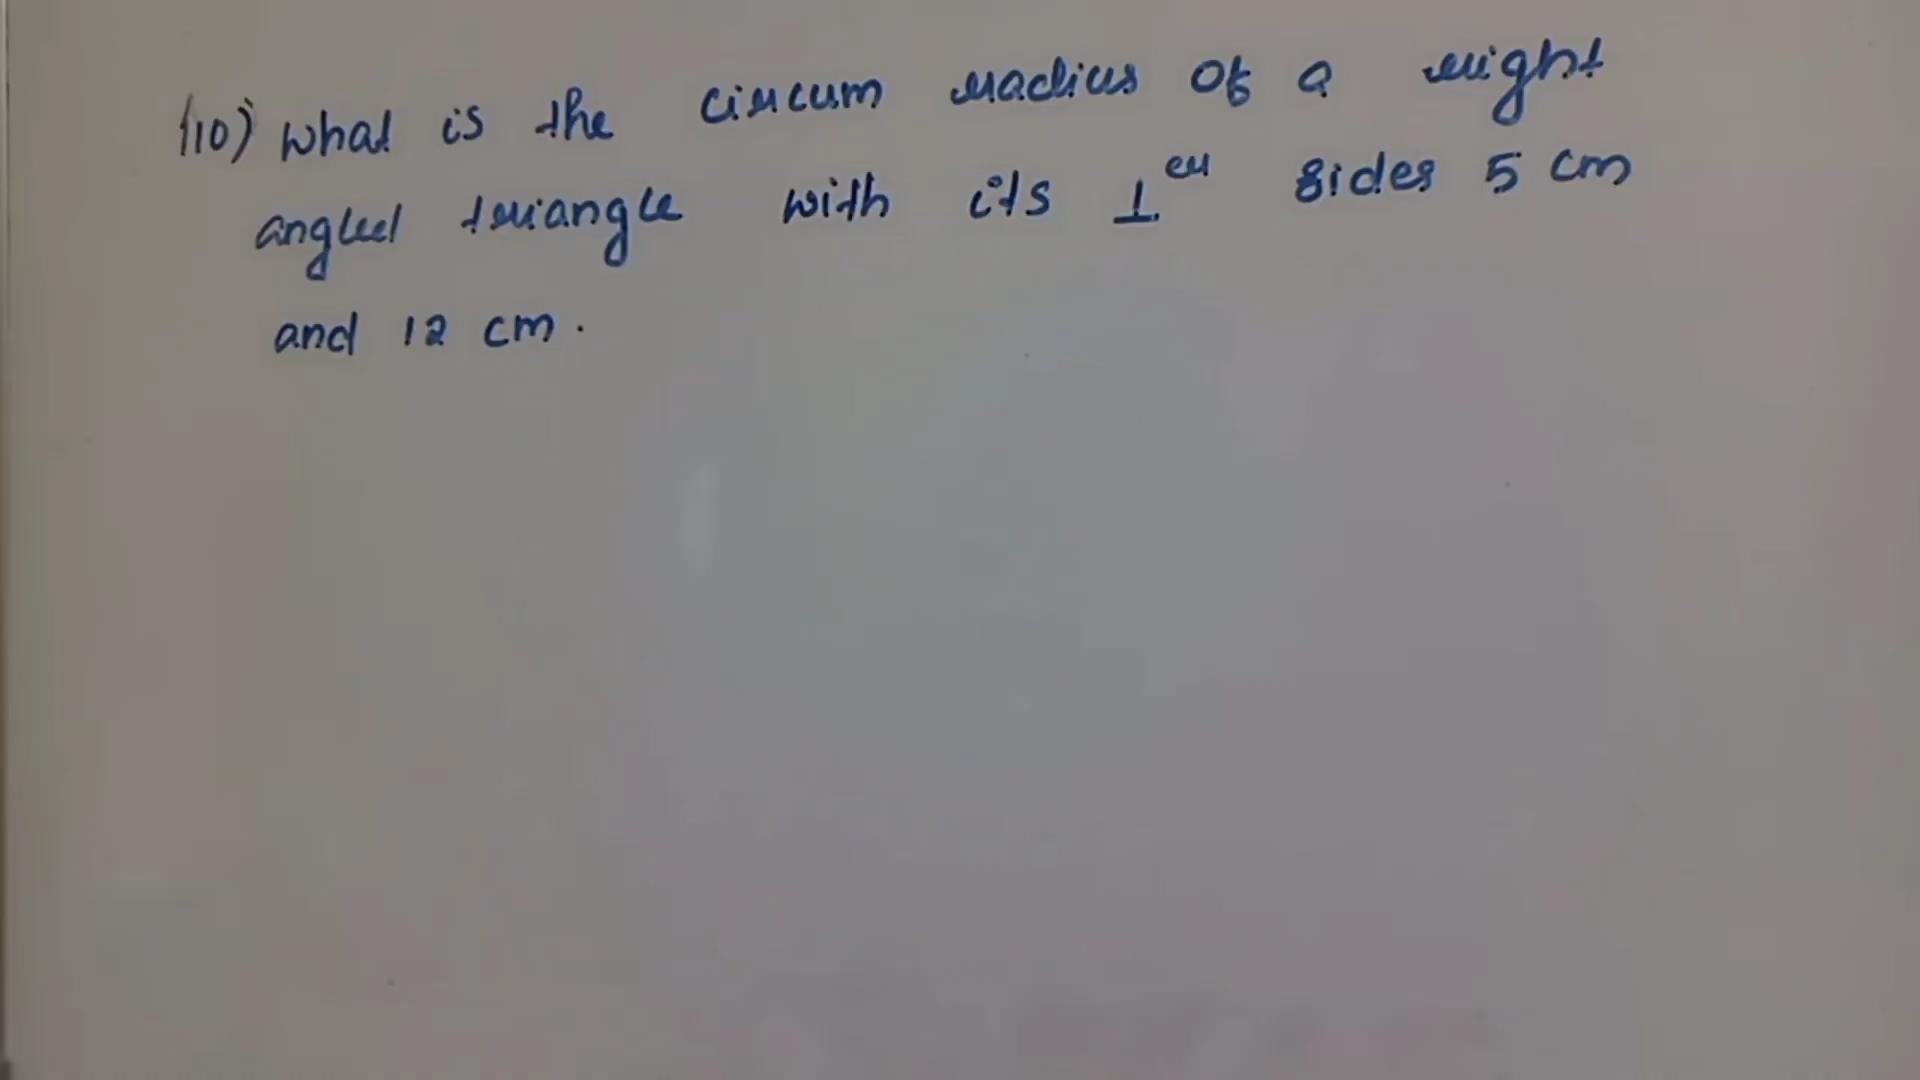 (10) What is the circum radius of a right
angled triangle with its ⊥er sides 5 cm
and 12 cm.